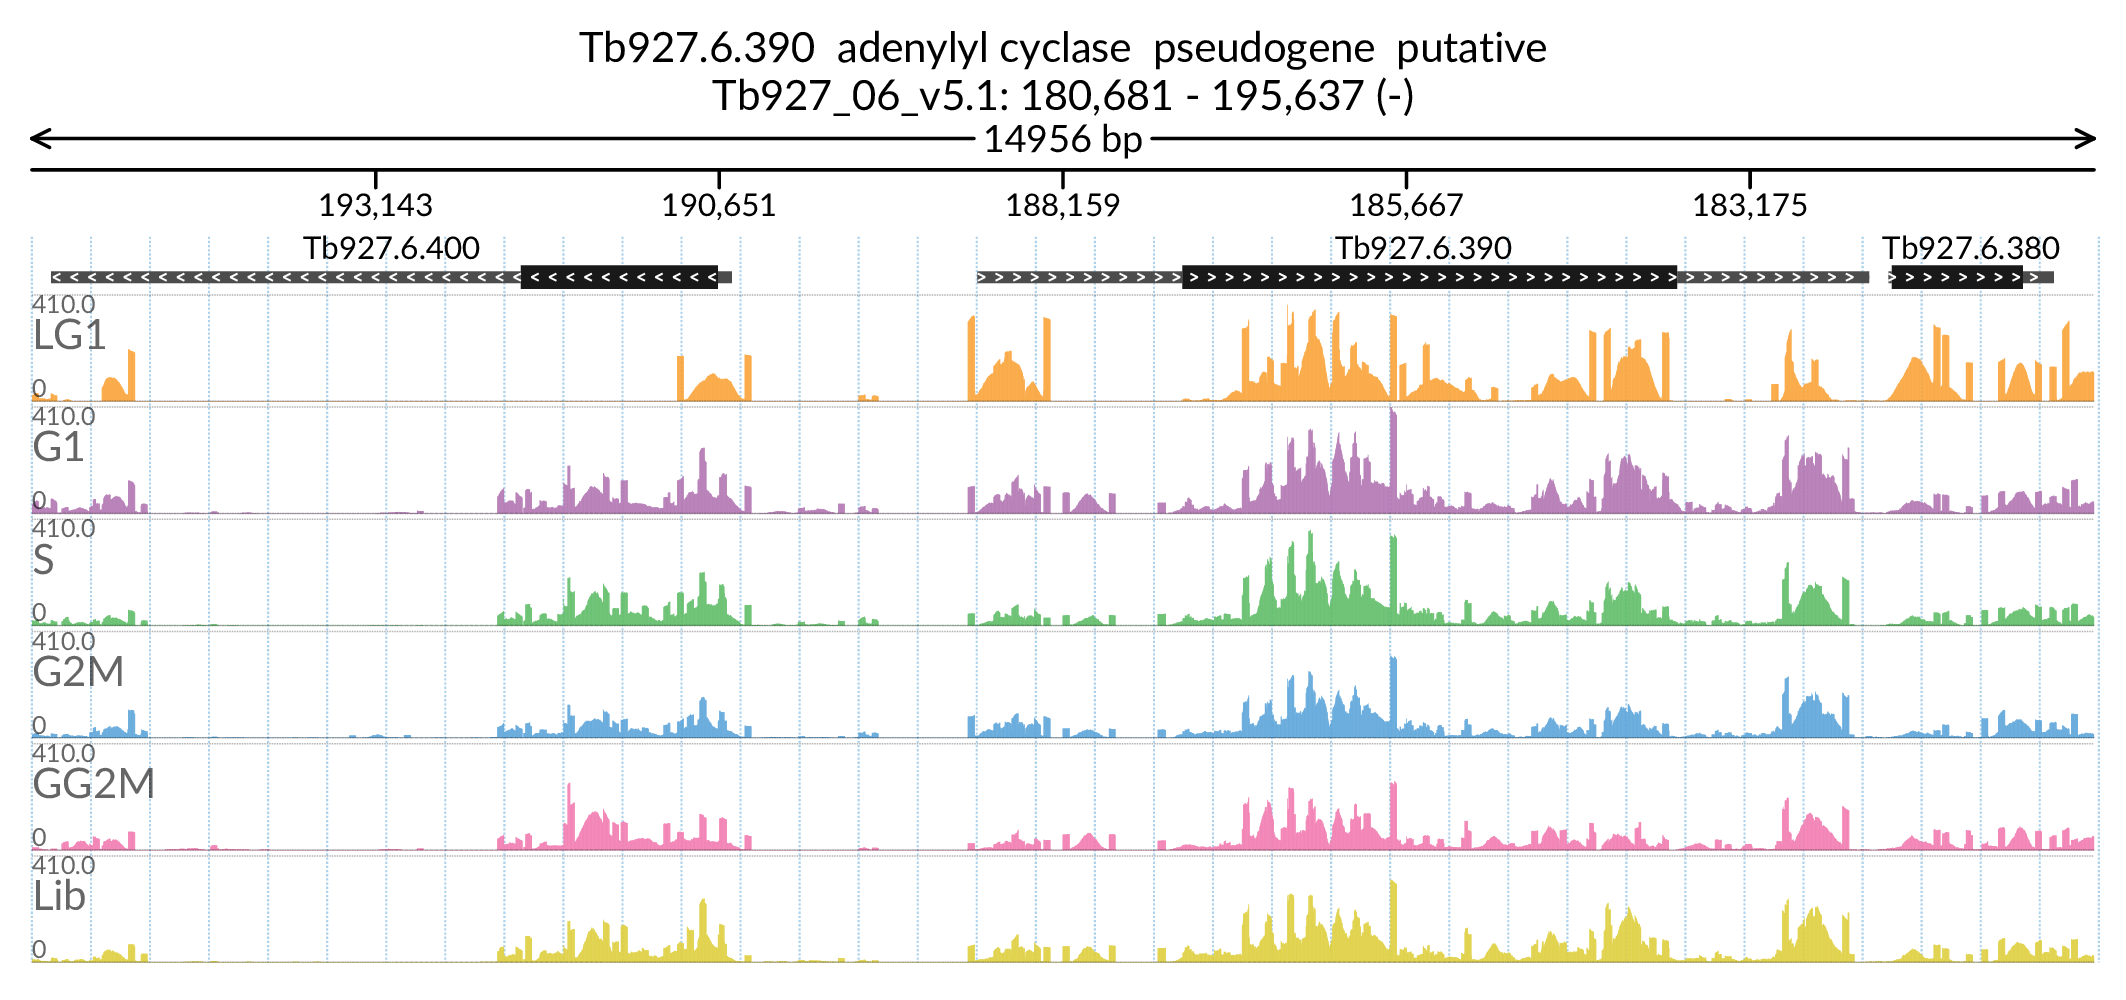 Tb927.6.390 adenylyl cyclase pseudogene putative
Tb927_06_v5.1: 180,681 - 195,637 (-)
14956 bp
193,143 190,651 188,159 185,667 183,175
Tb927.6.400 Tb927.6.390 Tb927.6.380
410.0
LG1
0
410.0
G1
0
410.0
S
0
410.0
G2M
0
410.0
GG2M
0
410.0
Lib
0